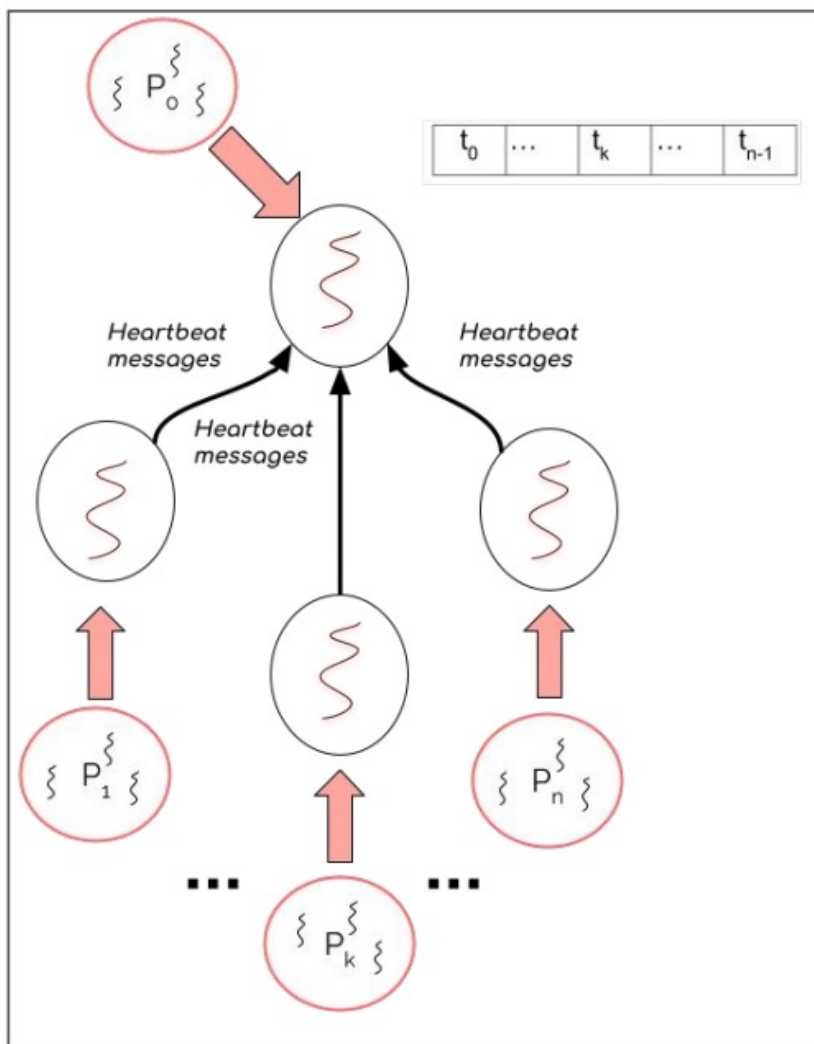 P₀
t₀ ... tₖ ... tₙ₋₁
Heartbeat
messages
Heartbeat
messages
Heartbeat
messages
P₁
Pₙ
...
...
Pₖ